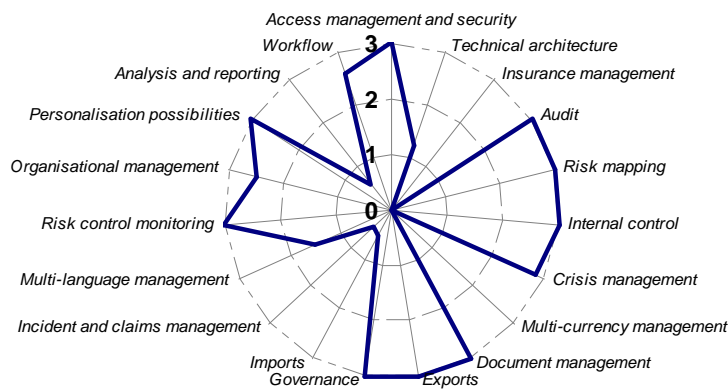 Access management and security
Workflow
3
Technical architecture
Analysis and reporting
Insurance management
Personalisation possibilities
2
Audit
Organisational management
1
Risk mapping
Risk control monitoring
0
Internal control
Multi-language management
Crisis management
Incident and claims management
Multi-currency management
Imports
Document management
Governance
Exports